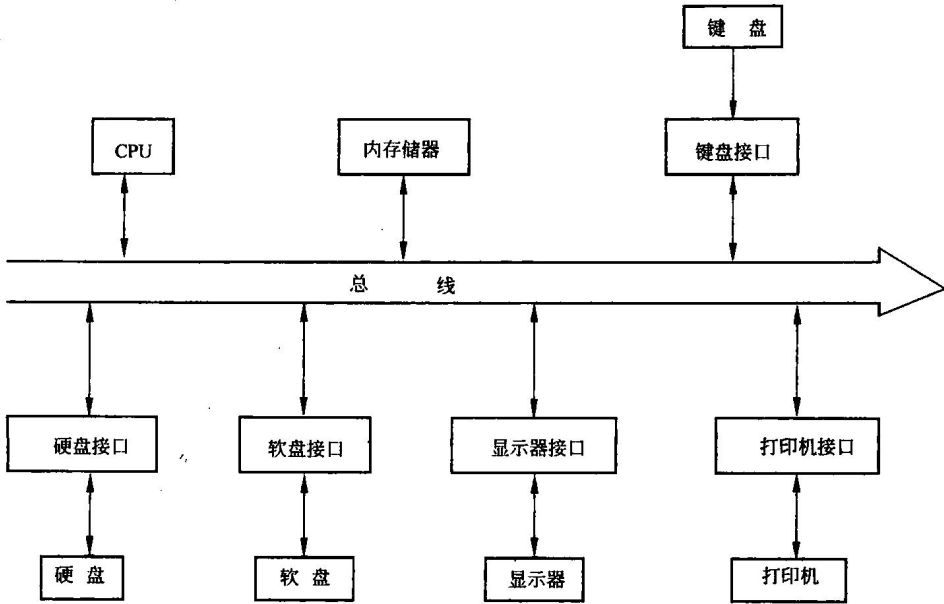 键 盘
CPU
内存储器
键盘接口
总 线
硬盘接口
软盘接口
显示器接口
打印机接口
硬 盘
软 盘
显示器
打印机